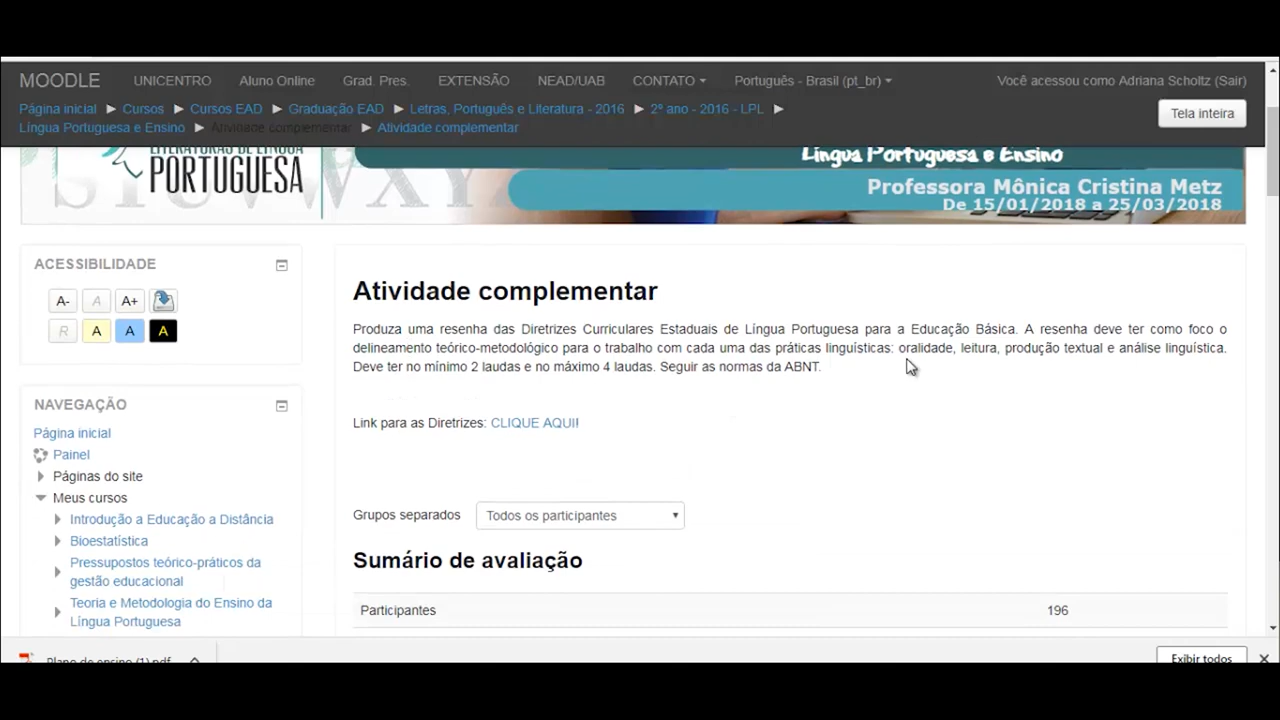 MOODLE UNICENTRO Aluno Online Grad. Pres. EXTENSÃO NEAD/UAB CONTATO Português - Brasil (pt_br) Você acessou como Adriana Scholtz (Sair)
Página inicial ► Cursos ► Cursos EAD ► Graduação EAD ► Letras, Português e Literatura - 2016 ► 2º ano - 2016 - LPL ►
Língua Portuguesa e Ensino ► Atividade complementar ► Atividade complementar
Tela inteira
LITERATURAS DE LÍNGUA
PORTUGUESA
Língua Portuguesa e Ensino
Professora Mônica Cristina Metz
De 15/01/2018 a 25/03/2018
ACESSIBILIDADE
A- A A+
R A A A
NAVEGAÇÃO
Página inicial
Painel
Páginas do site
Meus cursos
Introdução a Educação a Distância
Bioestatística
Pressupostos teórico-práticos da
gestão educacional
Teoria e Metodologia do Ensino da
Língua Portuguesa
Atividade complementar
Produza uma resenha das Diretrizes Curriculares Estaduais de Língua Portuguesa para a Educação Básica. A resenha deve ter como foco o
delineamento teórico-metodológico para o trabalho com cada uma das práticas linguísticas: oralidade, leitura, produção textual e análise linguística.
Deve ter no mínimo 2 laudas e no máximo 4 laudas. Seguir as normas da ABNT.
Link para as Diretrizes: CLIQUE AQUI!
Grupos separados Todos os participantes
Sumário de avaliação
Participantes 196
Plano de ensino (1).pdf
Exibir todos